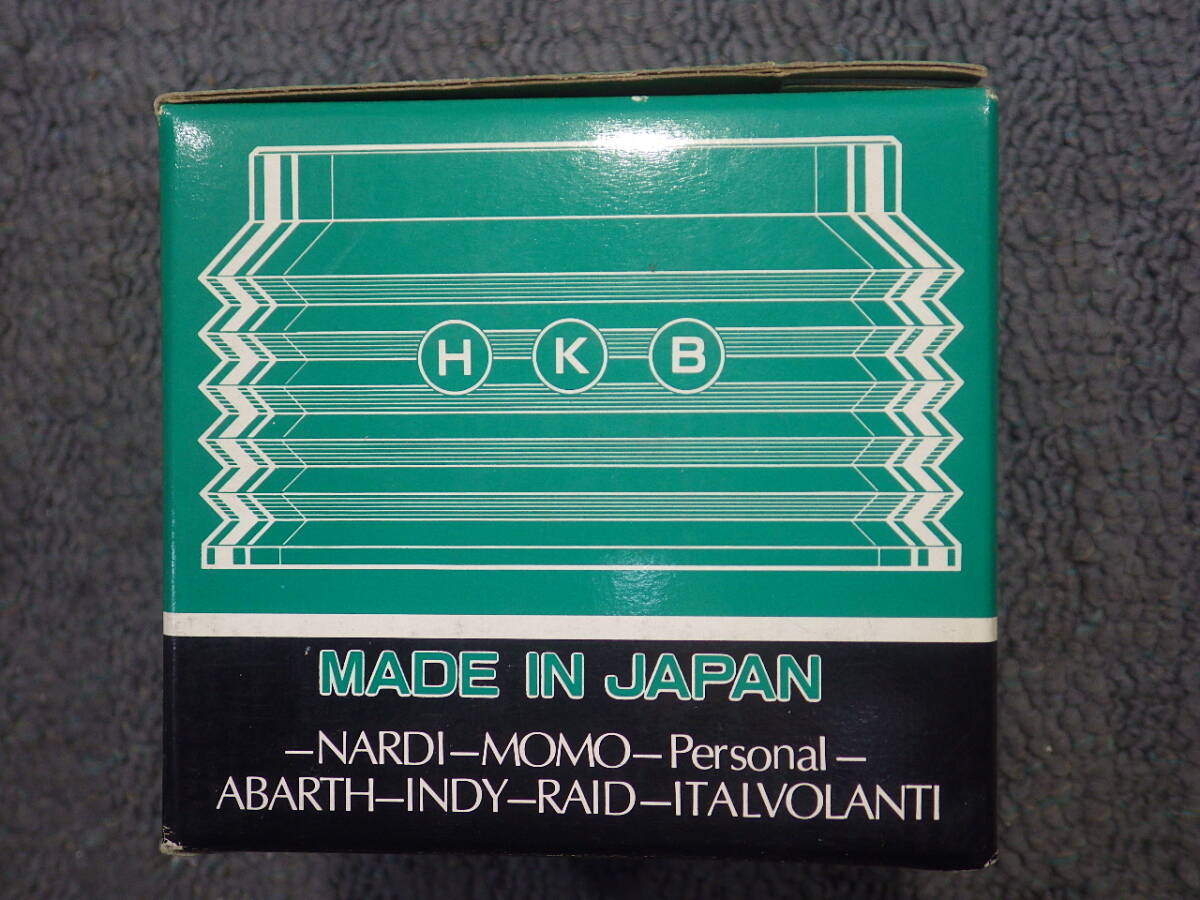 H K B
MADE IN JAPAN
—NARDI—MOMO—Personal—
ABARTH—INDY—RAID—ITALVOLANTI